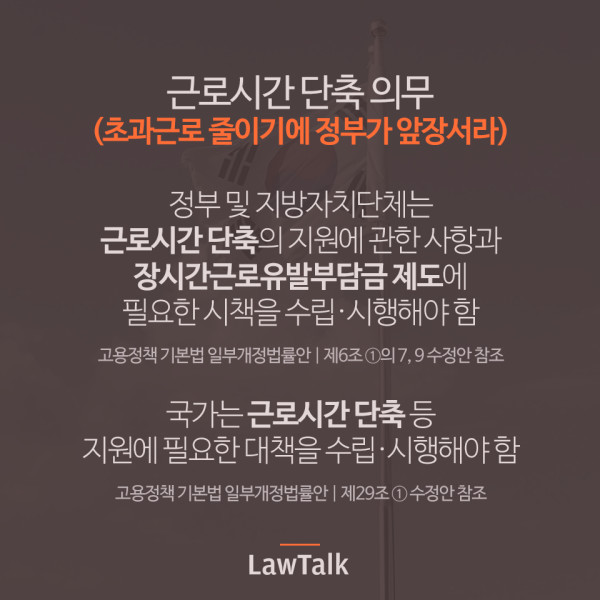 근로시간 단축 의무
(초과근로 줄이기에 정부가 앞장서라)
정부 및 지방자치단체는
근로시간 단축의 지원에 관한 사항과
장시간근로유발부담금 제도에
필요한 시책을 수립·시행해야 함
고용정책 기본법 일부개정법률안 | 제6조 ①의 7, 9 수정안 참조
국가는 근로시간 단축 등
지원에 필요한 대책을 수립·시행해야 함
고용정책 기본법 일부개정법률안 | 제29조 ① 수정안 참조
LawTalk